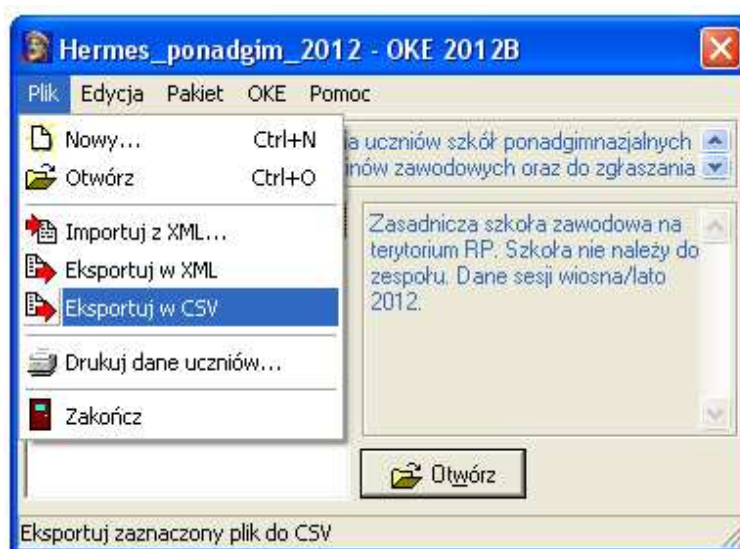 Hermes_ponadgim_2012 - OKE 2012B
Plik Edycja Pakiet OKE Pomoc
Nowy... Ctrl+N
Otwórz Ctrl+O
Importuj z XML...
Eksportuj w XML
Eksportuj w CSV
Drukuj dane uczniów...
Zakończ
uczniów szkół ponadgimnazjalnych
zawodowych oraz do zgłaszania
Zasadnicza szkoła zawodowa na
terytorium RP. Szkoła nie należy do
zespołu. Dane sesji wiosna/lato
2012.
Otwórz
Eksportuj zaznaczony plik do CSV